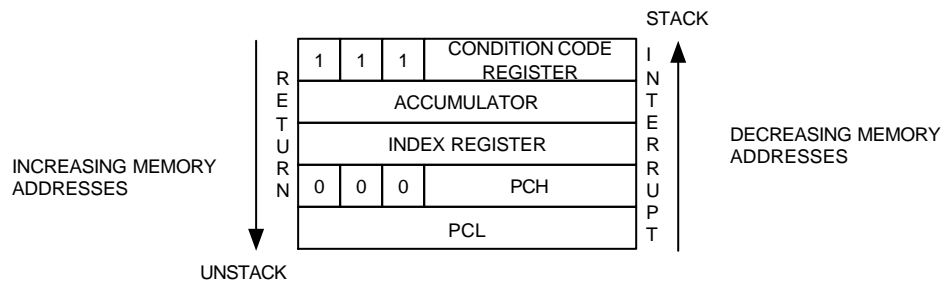 STACK
1 1 1 CONDITION CODE
REGISTER
ACCUMULATOR
INDEX REGISTER
0 0 0 PCH
PCL
RETURN
INTERRUPT
INCREASING MEMORY
ADDRESSES
DECREASING MEMORY
ADDRESSES
UNSTACK